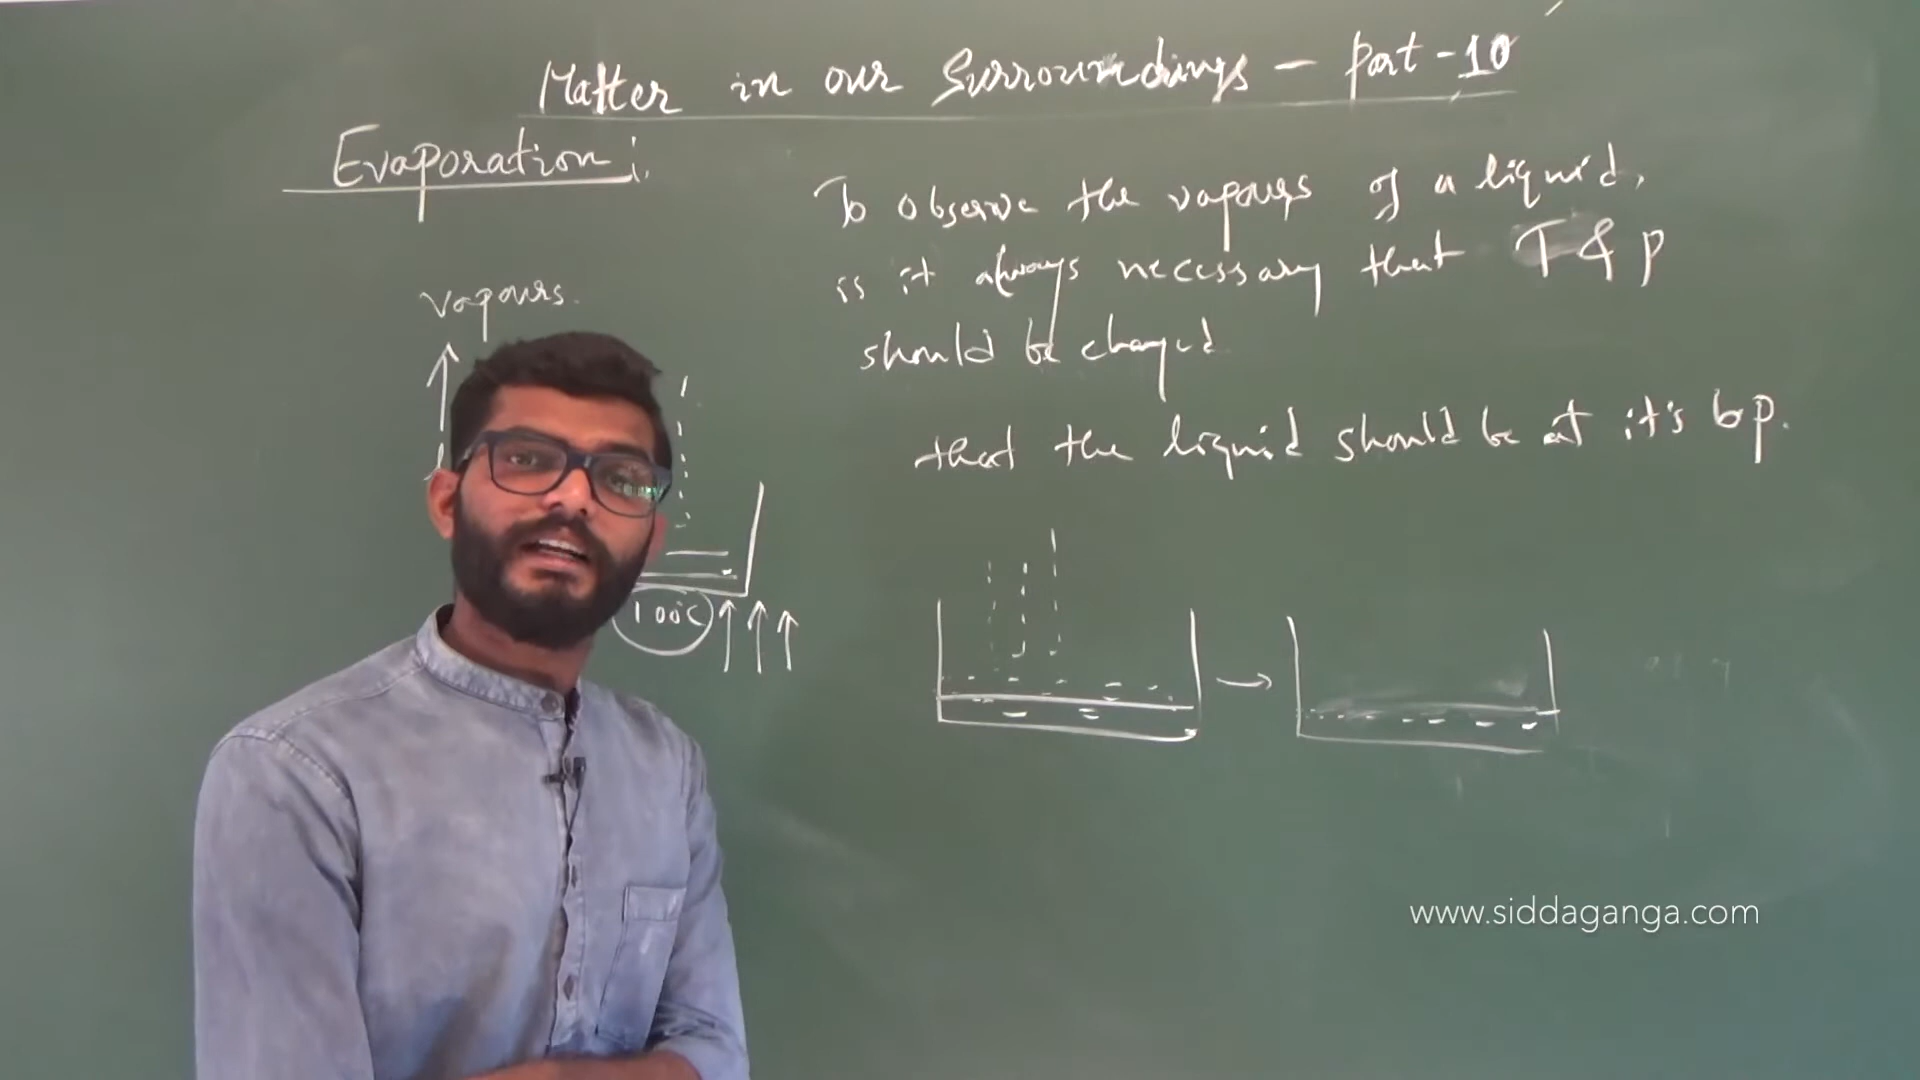 Matter in our Surroundings - Part-10
Evaporation:
vapours.
100°C
To observe the vapours of a liquid,
is it always necessary that T & P
should be changed
that the liquid should be at it's bp.
www.siddaganga.com